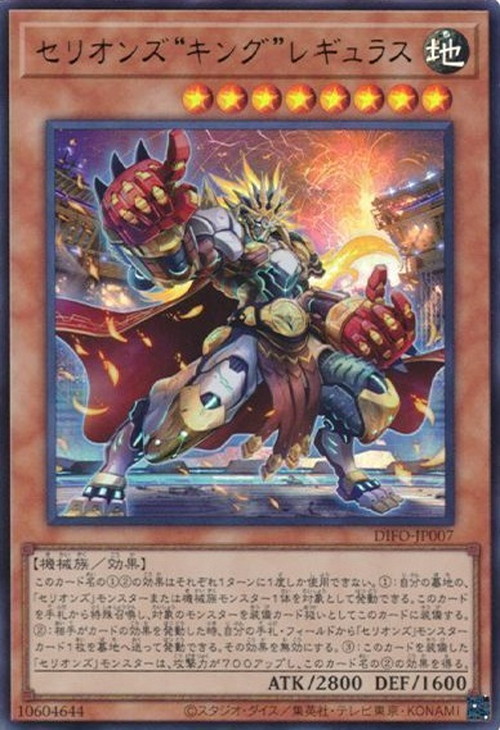 セリオンズ“キング”レギュラス
地
DIFO-JP007
【機械族/効果】
このカード名の①②の効果はそれぞれ1ターンに1度しか使用できない。①:自分の墓地の、
「セリオンズ」モンスターまたは機械族モンスター1体を対象として発動できる。このカード
を手札から特殊召喚し、対象のモンスターを装備カード扱いとしてこのカードに装備する。
②:相手がカードの効果を発動した時、自分の手札・フィールドから「セリオンズ」モンスター
カード1枚を墓地へ送って発動できる。その効果を無効にする。③:このカードを装備した
「セリオンズ」モンスターは、攻撃力が700アップし、このカード名の②の効果を得る。
ATK/2800 DEF/1600
10604644 ©スタジオ・ダイス/集英社・テレビ東京・KONAMI